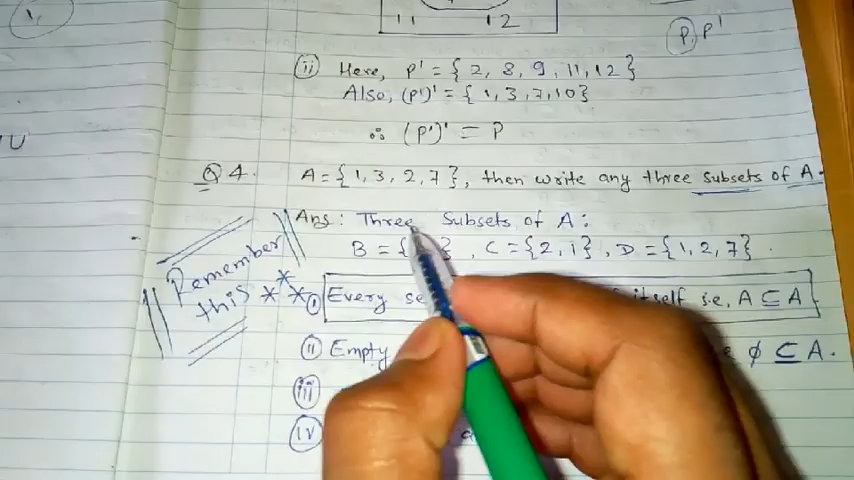 1,
11 12
P, P'
(ii) Here, P' = { 2, 8, 9, 11, 12 }
Also, (P')' = { 1, 3, 7, 10 }
∴ (P')' = P
U
Q 4. A = { 1, 3, 2, 7 }, then write any three subsets of A.
Ans : Three Subsets of A :
B = { }, C = {2, 1}, D = {1, 2, 7}.
Remember this ***
(i) Every itself i.e, A ⊆ A
(ii) Empty ϕ ⊆ A.
(iii)
(iv)